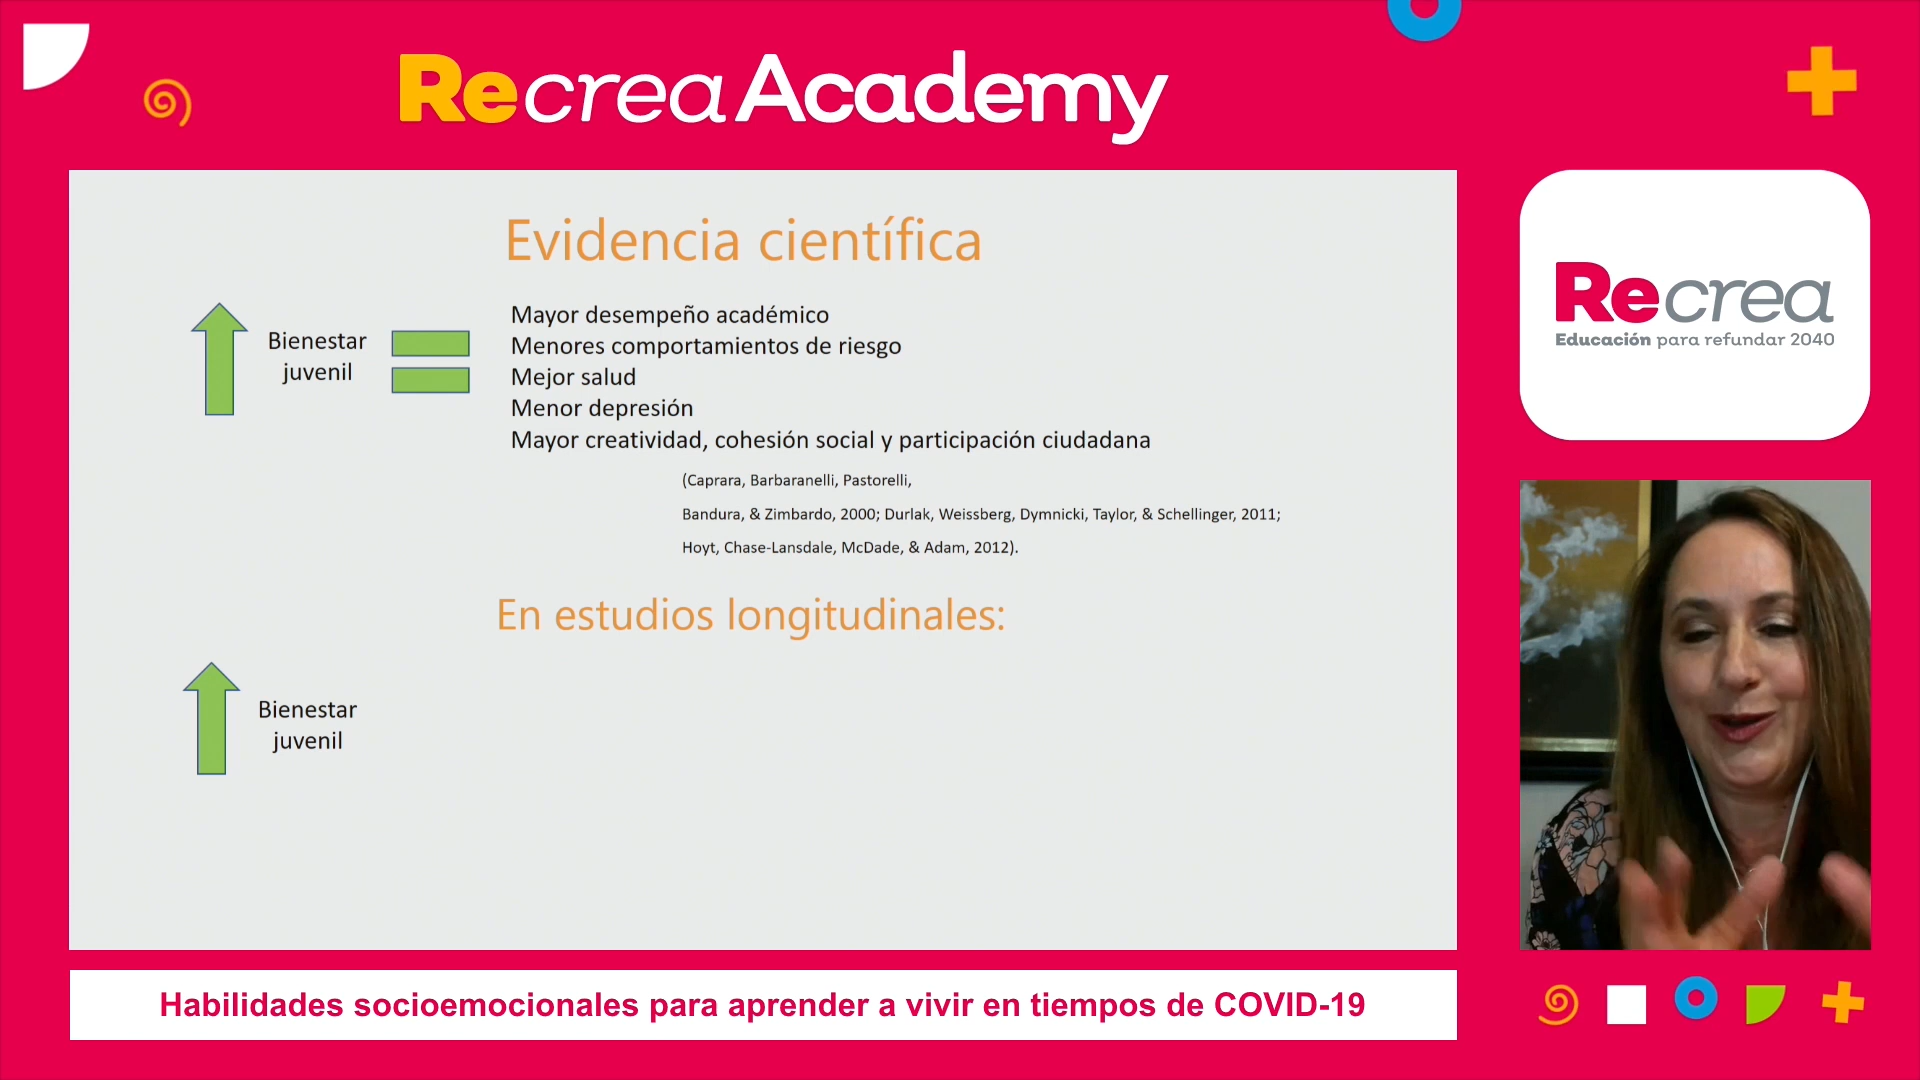 Recrea Academy
Evidencia científica
Bienestar
juvenil
Mayor desempeño académico
Menores comportamientos de riesgo
Mejor salud
Menor depresión
Mayor creatividad, cohesión social y participación ciudadana
(Caprara, Barbaranelli, Pastorelli,
Bandura, & Zimbardo, 2000; Durlak, Weissberg, Dymnicki, Taylor, & Schellinger, 2011;
Hoyt, Chase-Lansdale, McDade, & Adam, 2012).
En estudios longitudinales:
Bienestar
juvenil
Recrea
Educación para refundar 2040
Habilidades socioemocionales para aprender a vivir en tiempos de COVID-19